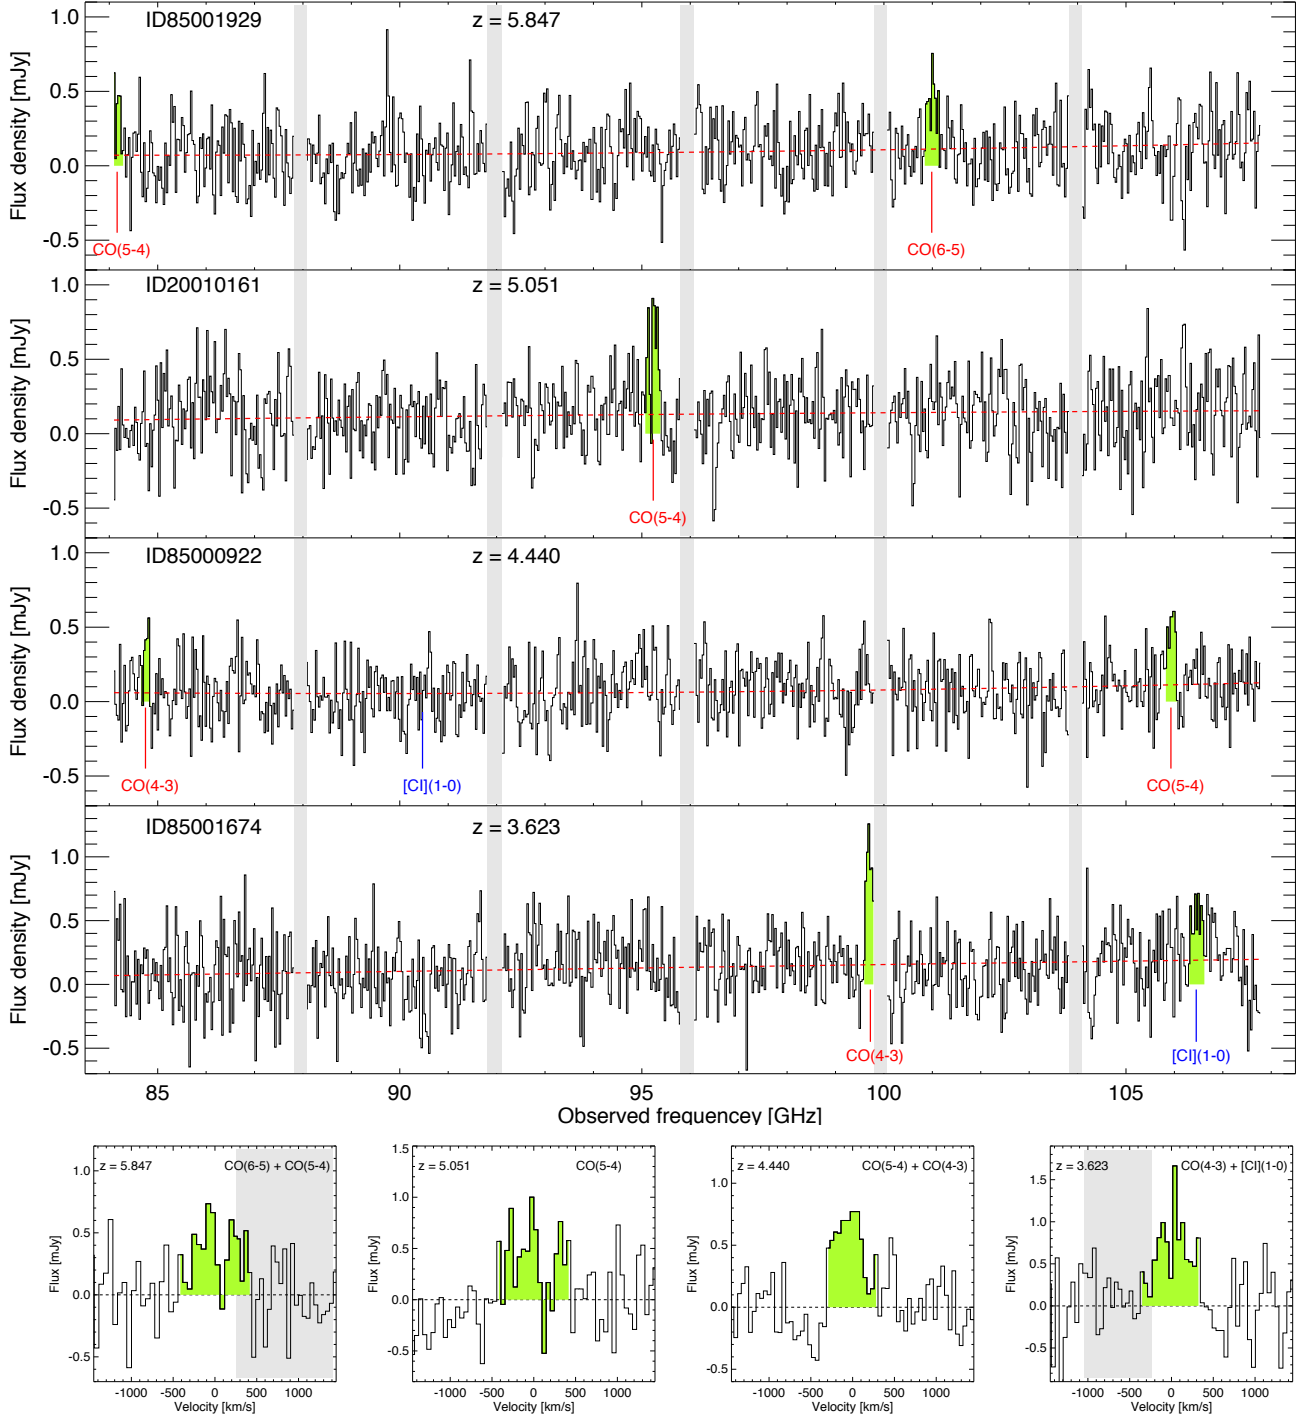 ID85001929 z = 5.847
1.0
0.5
0.0
-0.5
Flux density [mJy]
CO(5-4) CO(6-5)
ID20010161 z = 5.051
1.0
0.5
0.0
-0.5
Flux density [mJy]
CO(5-4)
ID85000922 z = 4.440
1.0
0.5
0.0
-0.5
Flux density [mJy]
CO(4-3) [CI](1-0) CO(5-4)
ID85001674 z = 3.623
1.0
0.5
0.0
-0.5
Flux density [mJy]
CO(4-3) [CI](1-0)
85 90 95 100 105
Observed frequencey [GHz]
z = 5.847 CO(6-5) + CO(5-4)
1.0
0.5
0.0
-0.5
Flux [mJy]
-1000 -500 0 500 1000
Velocity [km/s]
z = 5.051 CO(5-4)
1.5
1.0
0.5
0.0
-0.5
Flux [mJy]
-1000 -500 0 500 1000
Velocity [km/s]
z = 4.440 CO(5-4) + CO(4-3)
1.0
0.5
0.0
-0.5
Flux [mJy]
-1000 -500 0 500 1000
Velocity [km/s]
z = 3.623 CO(4-3) + [CI](1-0)
1.5
1.0
0.5
0.0
-0.5
Flux [mJy]
-1000 -500 0 500 1000
Velocity [km/s]